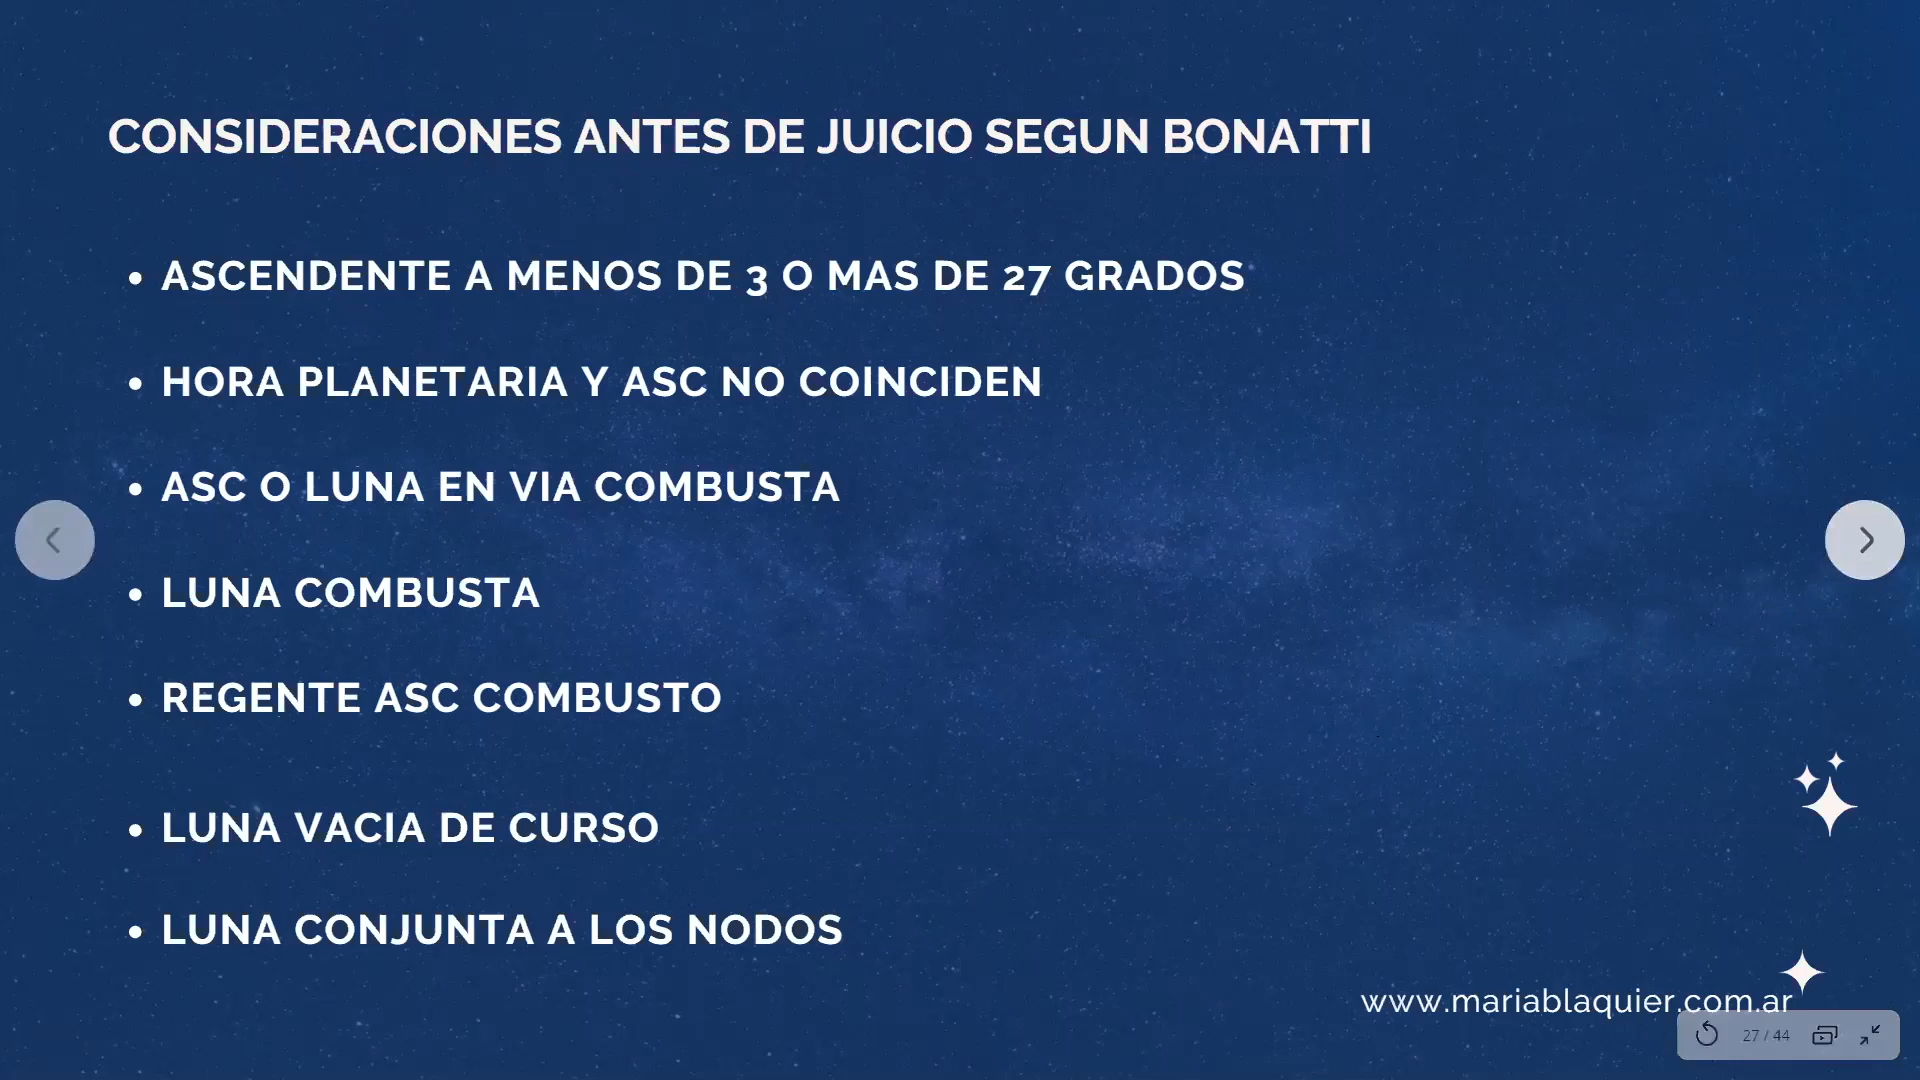 CONSIDERACIONES ANTES DE JUICIO SEGUN BONATTI
• ASCENDENTE A MENOS DE 3 O MAS DE 27 GRADOS
• HORA PLANETARIA Y ASC NO COINCIDEN
• ASC O LUNA EN VIA COMBUSTA
• LUNA COMBUSTA
• REGENTE ASC COMBUSTO
• LUNA VACIA DE CURSO
• LUNA CONJUNTA A LOS NODOS
www.mariablaquier.com.ar
27 / 44